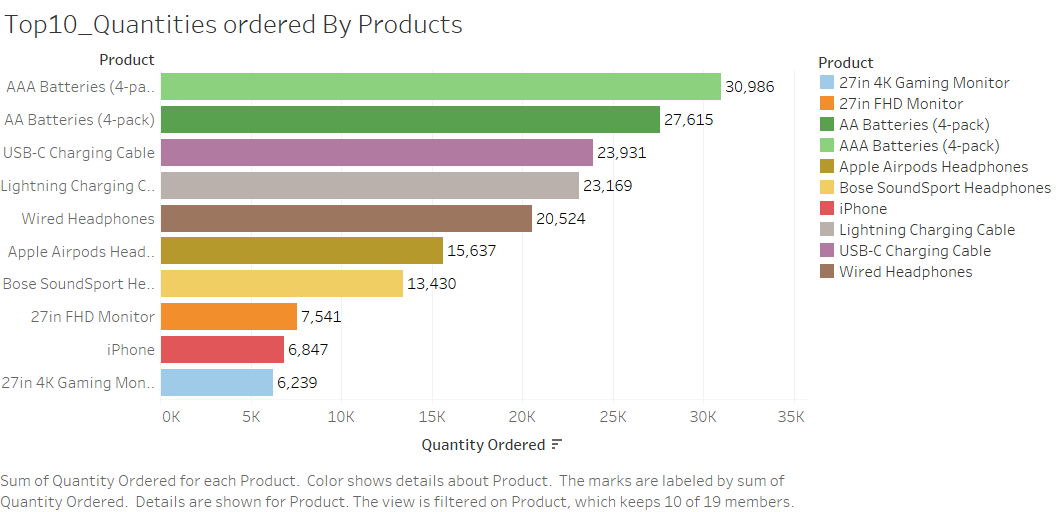 Top10_Quantities ordered By Products
Product
AAA Batteries (4-pa.. 30,986
AA Batteries (4-pack) 27,615
USB-C Charging Cable 23,931
Lightning Charging C.. 23,169
Wired Headphones 20,524
Apple Airpods Head.. 15,637
Bose SoundSport He.. 13,430
27in FHD Monitor 7,541
iPhone 6,847
27in 4K Gaming Mon.. 6,239
0K 5K 10K 15K 20K 25K 30K 35K
Quantity Ordered
Product
27in 4K Gaming Monitor
27in FHD Monitor
AA Batteries (4-pack)
AAA Batteries (4-pack)
Apple Airpods Headphones
Bose SoundSport Headphones
iPhone
Lightning Charging Cable
USB-C Charging Cable
Wired Headphones
Sum of Quantity Ordered for each Product.  Color shows details about Product.  The marks are labeled by sum of
Quantity Ordered.  Details are shown for Product. The view is filtered on Product, which keeps 10 of 19 members.